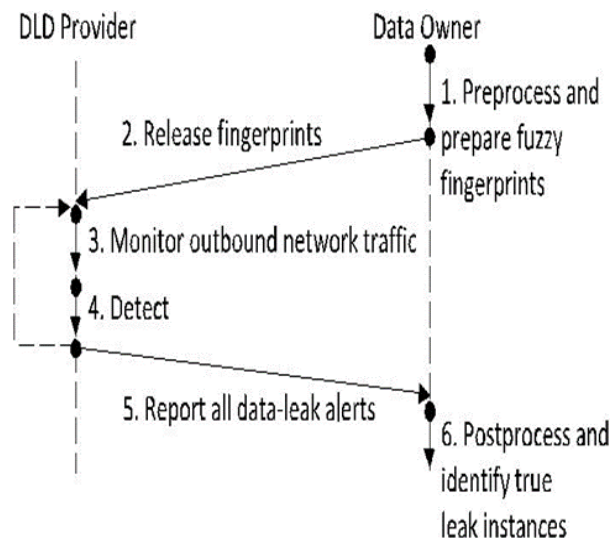 DLD Provider
Data Owner
1. Preprocess and
prepare fuzzy
fingerprints
2. Release fingerprints
3. Monitor outbound network traffic
4. Detect
5. Report all data-leak alerts
6. Postprocess and
identify true
leak instances